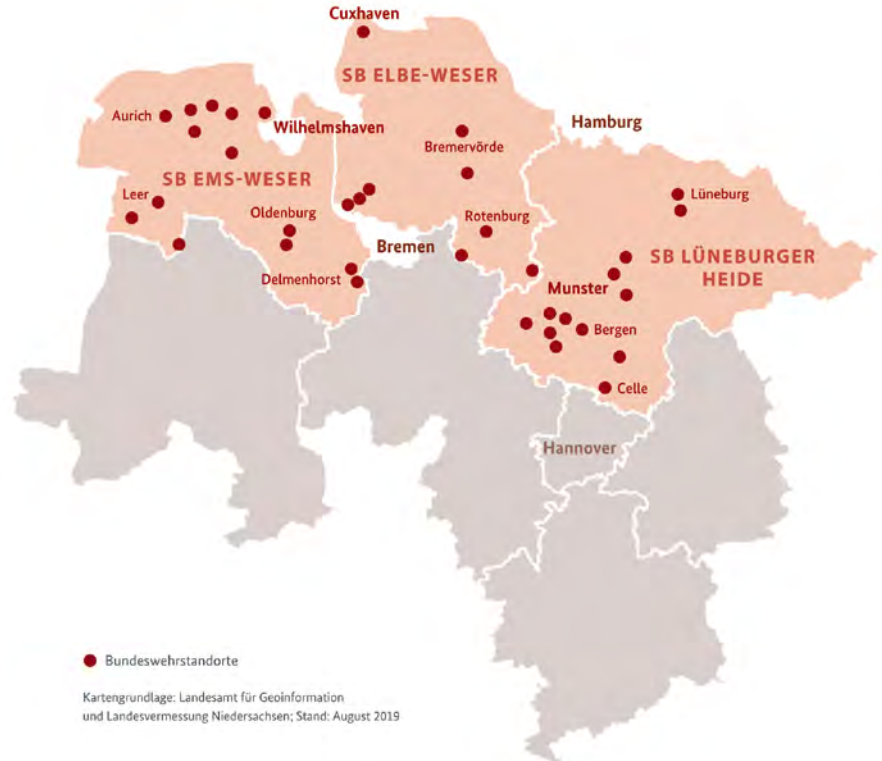 Cuxhaven
SB ELBE-WESER
Aurich
Wilhelmshaven
Hamburg
Bremervörde
SB EMS-WESER
Leer
Lüneburg
Oldenburg
Rotenburg
Bremen
SB LÜNEBURGER
HEIDE
Delmenhorst
Munster
Bergen
Celle
Hannover
Bundeswehrstandorte
Kartengrundlage: Landesamt für Geoinformation
und Landesvermessung Niedersachsen; Stand: August 2019